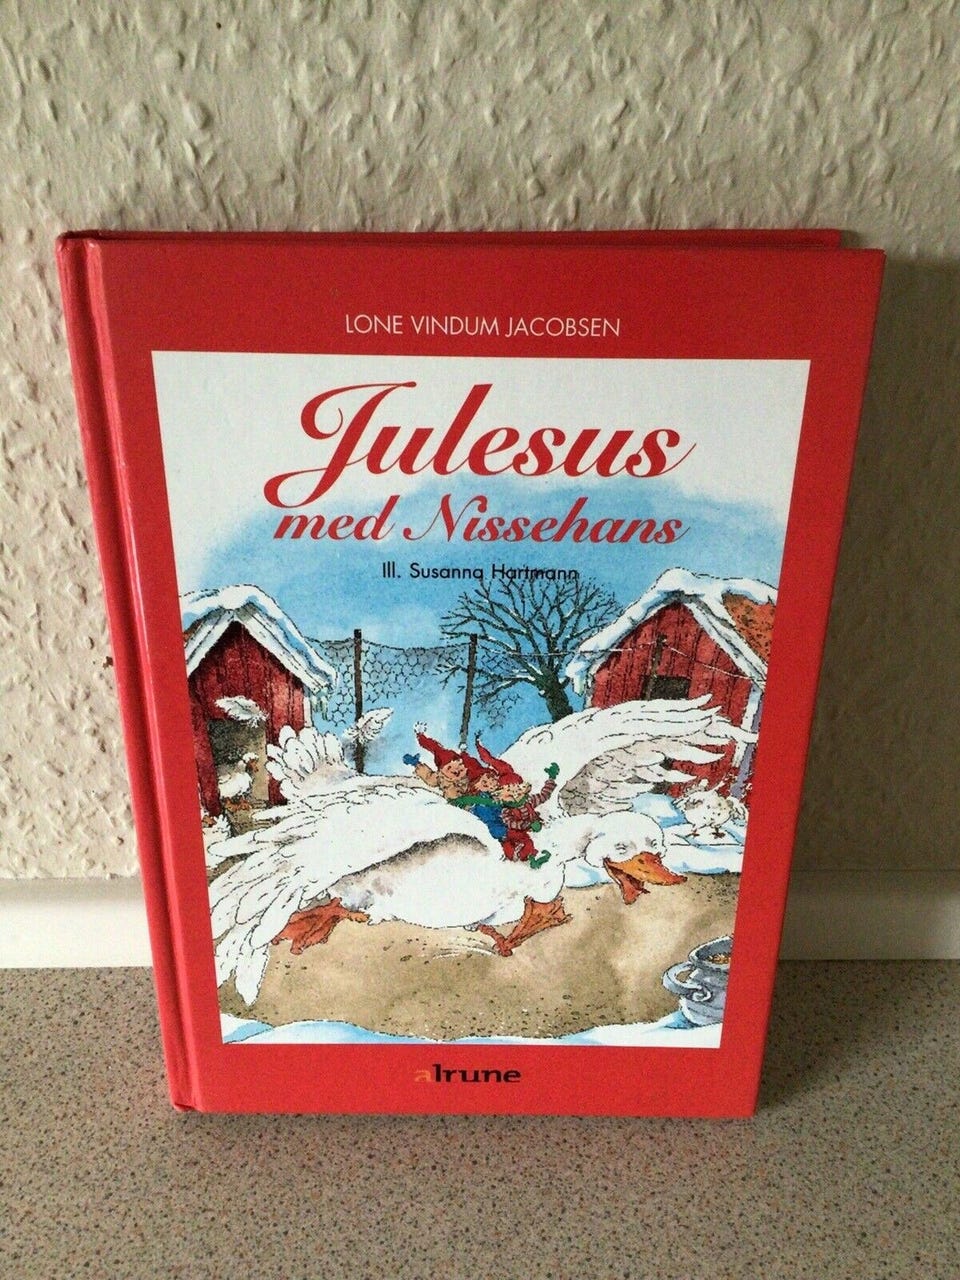 LONE VINDUM JACOBSEN
Julesus
med Nissehans
Ill. Susanna Hartmann
alrune